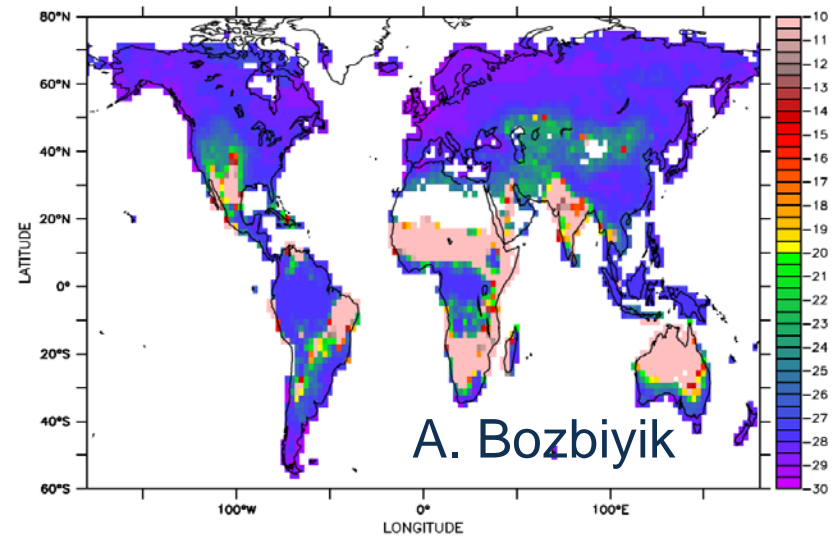 80°N
60°N
40°N
20°N
0°
20°S
40°S
60°S
LATITUDE
100°W
0°
100°E
LONGITUDE
A. Bozbiyik
-10
-11
-12
-13
-14
-15
-16
-17
-18
-19
-20
-21
-22
-23
-24
-25
-26
-27
-28
-29
-30